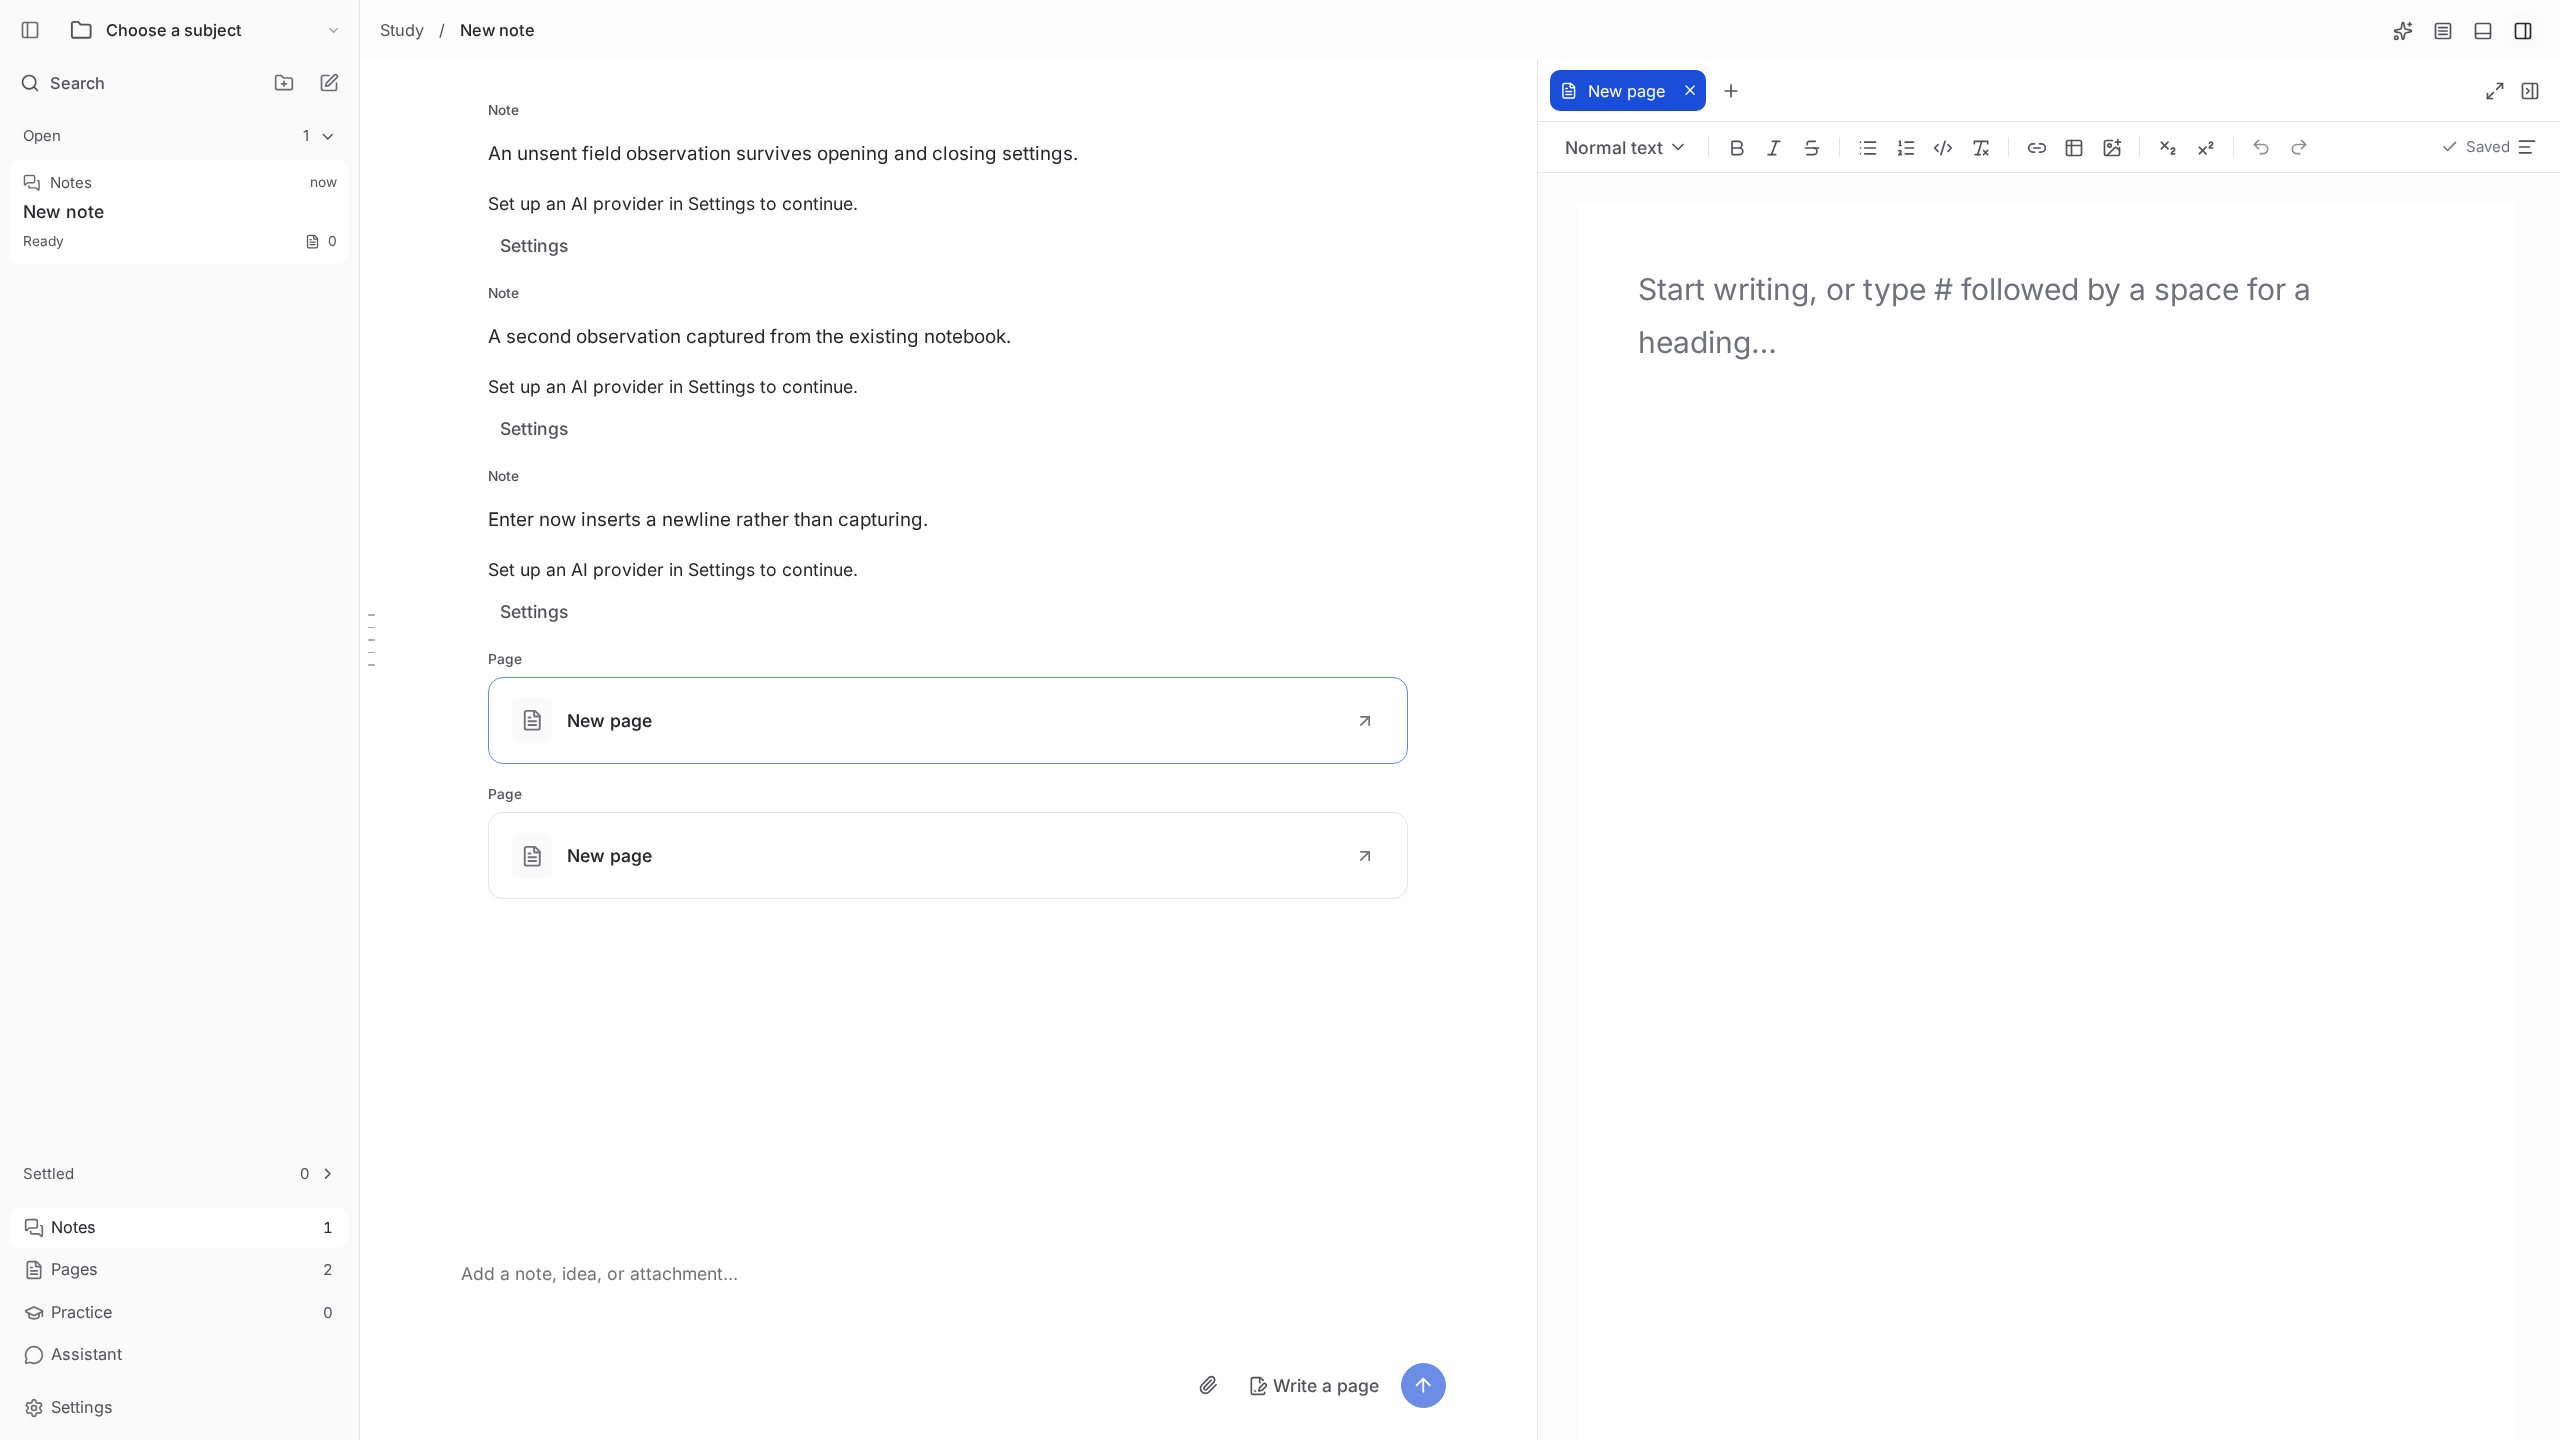 Choose a subject
Search
Open 1
Notes now
New note
Ready 0
Settled 0
Notes 1
Pages 2
Practice 0
Assistant
Settings
Study / New note
Note
An unsent field observation survives opening and closing settings.
Set up an AI provider in Settings to continue.
Settings
Note
A second observation captured from the existing notebook.
Set up an AI provider in Settings to continue.
Settings
Note
Enter now inserts a newline rather than capturing.
Set up an AI provider in Settings to continue.
Settings
Page
New page
Page
New page
Add a note, idea, or attachment...
Write a page
New page
Normal text
Saved
Start writing, or type # followed by a space for a
heading...